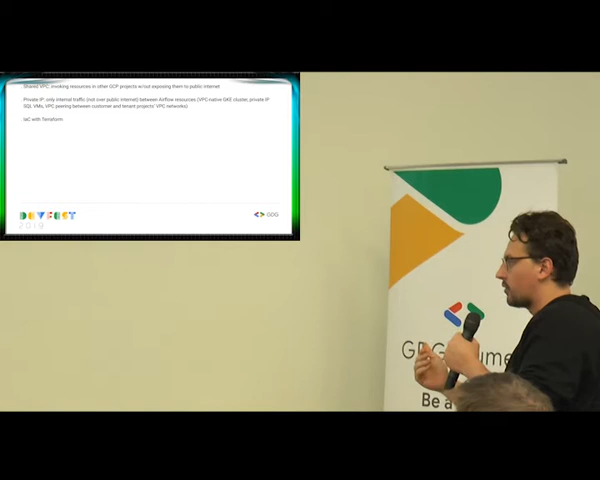 Shared VPC: invoking resources in other GCP projects w/out exposing them to public Internet
Private IP: only internal traffic (not over public internet) between Airflow resources (VPC-native GKE cluster, private IP
SQL VMs, VPC peering between customer and tenant projects' VPC networks)
IaC with Terraform
DEVFEST
2019
GDG
GDG
Be a